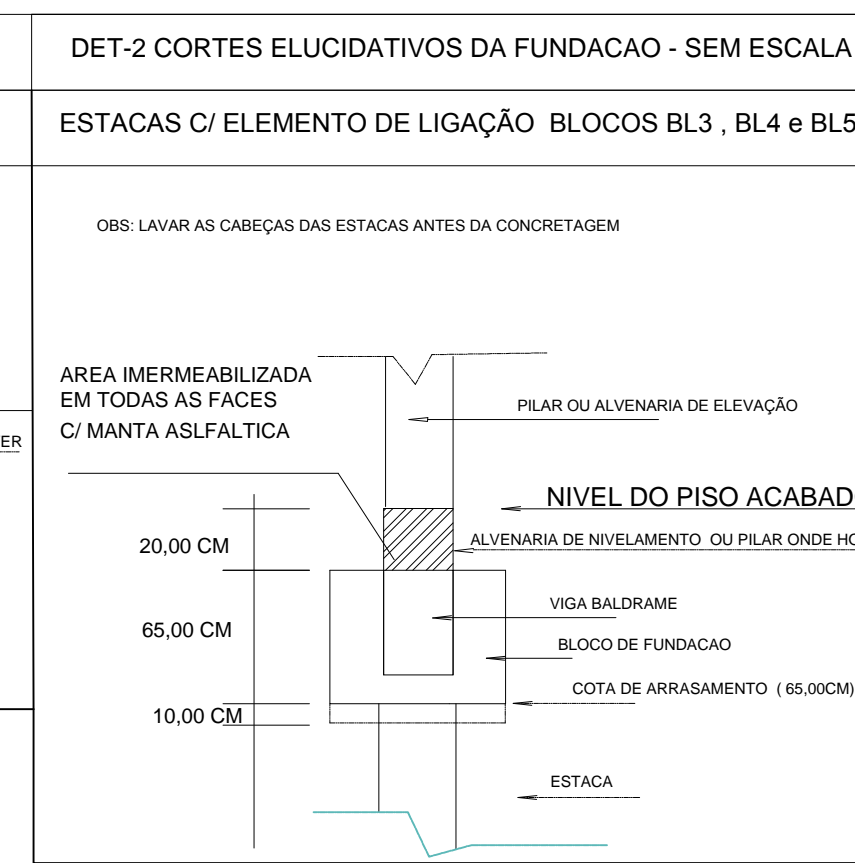 DET-2 CORTES ELUCIDATIVOS DA FUNDACAO - SEM ESCALA
ESTACAS C/ ELEMENTO DE LIGAÇÃO BLOCOS BL3 , BL4 e BL5
OBS: LAVAR AS CABEÇAS DAS ESTACAS ANTES DA CONCRETAGEM
AREA IMERMEABILIZADA
EM TODAS AS FACES
C/ MANTA ASLFALTICA
PILAR OU ALVENARIA DE ELEVAÇÃO
ER
NIVEL DO PISO ACABAD
20,00 CM
ALVENARIA DE NIVELAMENTO OU PILAR ONDE HO
65,00 CM
VIGA BALDRAME
BLOCO DE FUNDACAO
COTA DE ARRASAMENTO ( 65,00CM)
10,00 CM
ESTACA